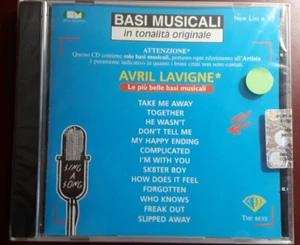 BASI MUSICALI
in tonalità originale
New List n.
ATTENZIONE*
Questo CD contiene solo basi musicali, pertanto ogni riferimento all'Artista
è puramente indicativo in quanto i brani citati non sono cantati.
AVRIL LAVIGNE*
Le più belle basi musicali
TAKE ME AWAY
TOGETHER
HE WASN'T
DON'T TELL ME
MY HAPPING ENDING
COMPLICATED
I'M WITH YOU
SK8TER BOY
HOW DOES IT FEEL
FORGOTTEN
WHO KNOWS
FREAK OUT
SLIPPED AWAY
SING A SONG
THE BEST